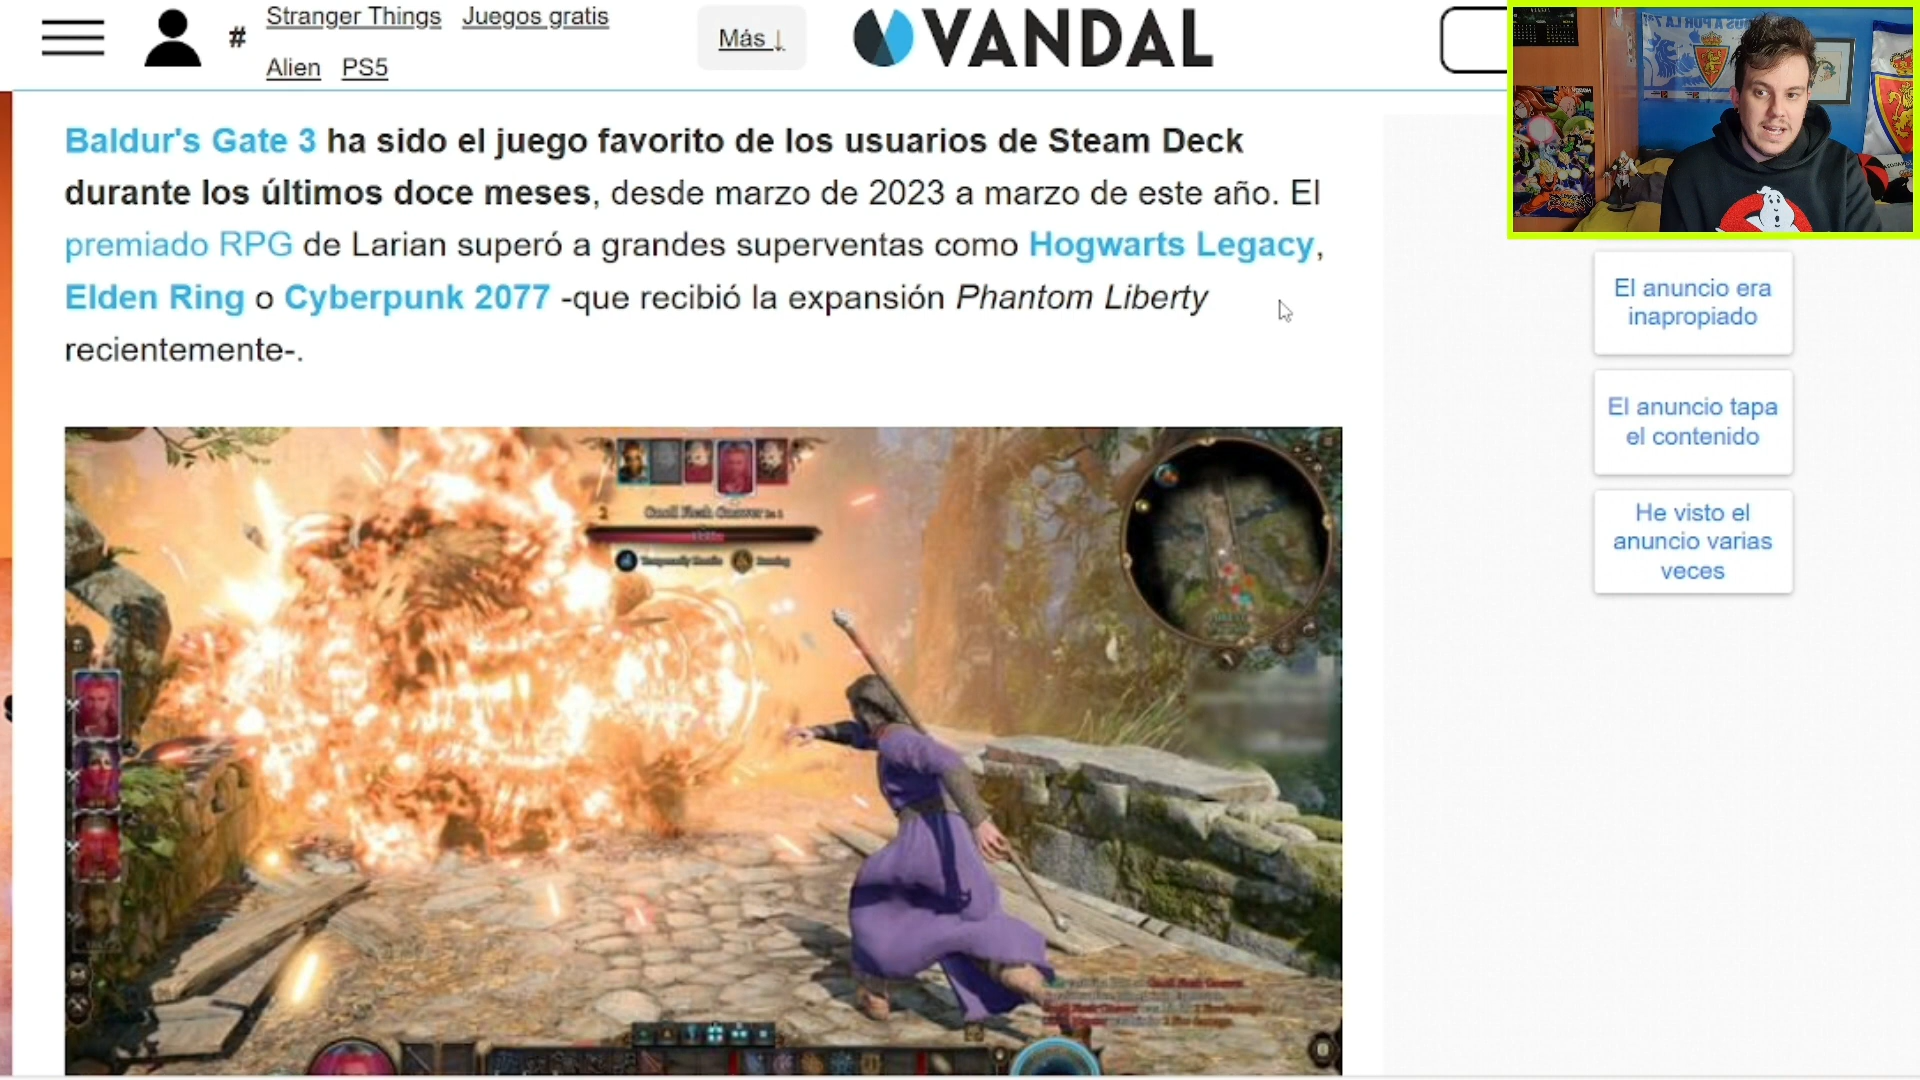 #
Stranger Things Juegos gratis
Alien PS5
Más ↓
VANDAL
Baldur's Gate 3 ha sido el juego favorito de los usuarios de Steam Deck
durante los últimos doce meses, desde marzo de 2023 a marzo de este año. El
premiado RPG de Larian superó a grandes superventas como Hogwarts Legacy,
Elden Ring o Cyberpunk 2077 -que recibió la expansión Phantom Liberty
recientemente-.
El anuncio era
inapropiado
El anuncio tapa
el contenido
He visto el
anuncio varias
veces
Gnoll Flesh Gnawer